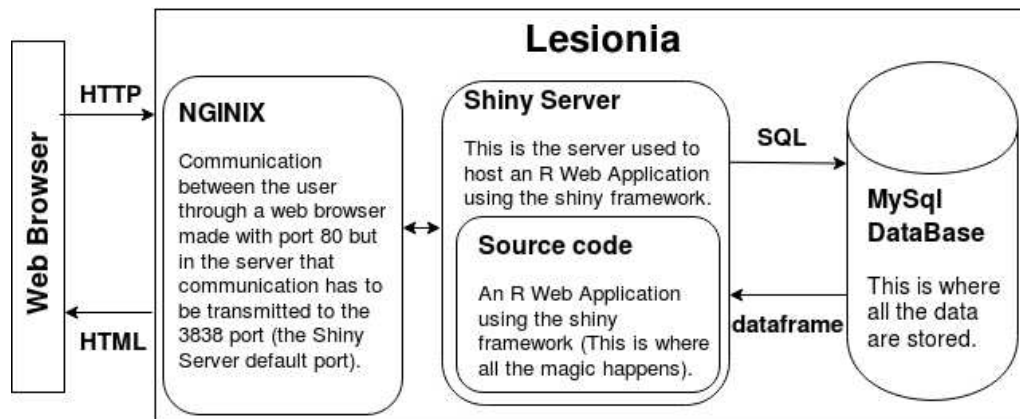 Lesionia
Web Browser
HTTP
HTML
NGINIX
Communication
between the user
through a web browser
made with port 80 but
in the server that
communication has to
be transmitted to the
3838 port (the Shiny
Server default port).
Shiny Server
This is the server used to
host an R Web Application
using the shiny framework.
Source code
An R Web Application
using the shiny
framework (This is where
all the magic happens).
SQL
dataframe
MySql
DataBase
This is where
all the data
are stored.